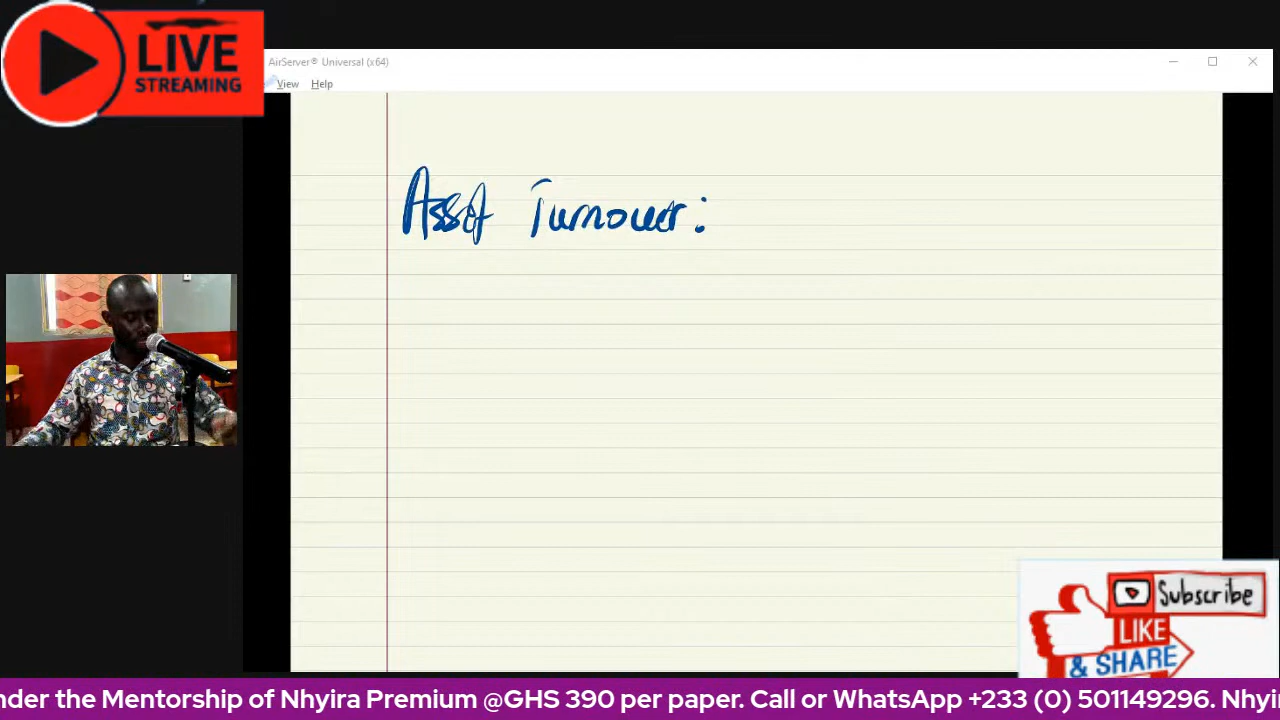 LIVE
STREAMING
AirServer® Universal (x64)
View Help
Asset Turnover:
Subscribe
LIKE
& SHARE
nder the Mentorship of Nhyira Premium @GHS 390 per paper. Call or WhatsApp +233 (0) 501149296. Nhyi